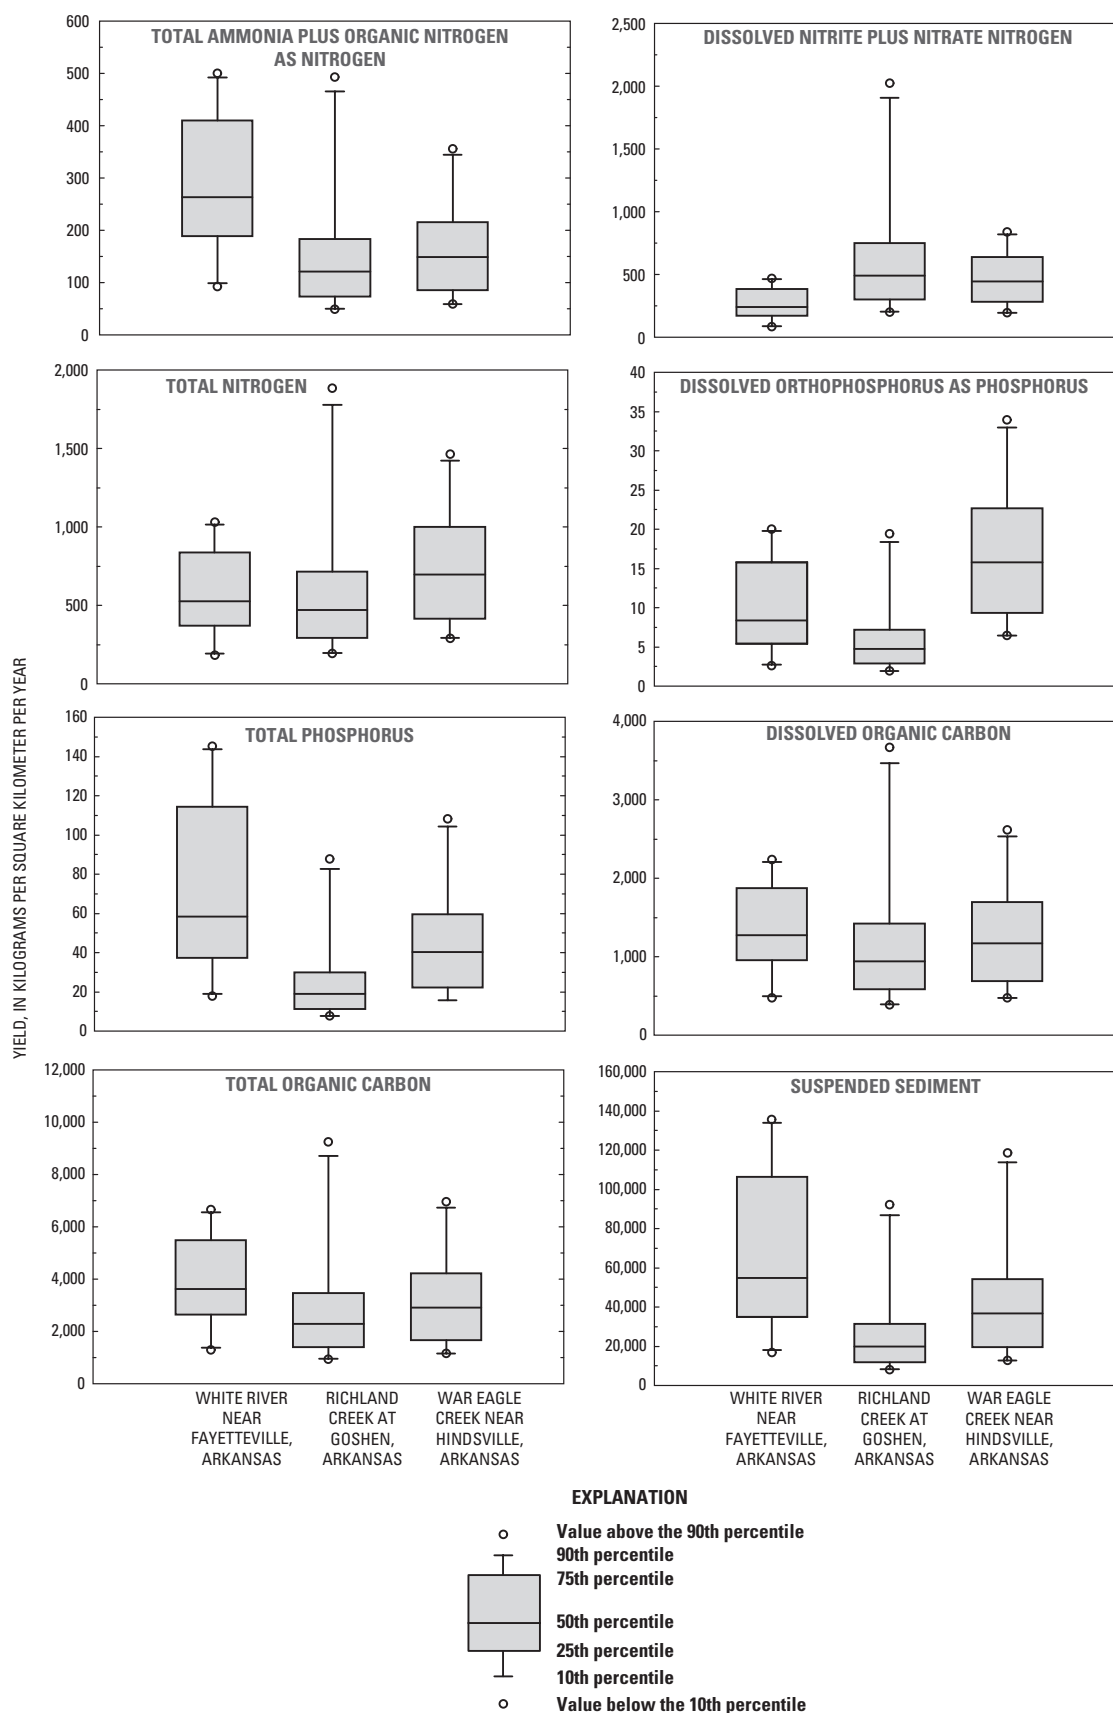 YIELD, IN KILOGRAMS PER SQUARE KILOMETER PER YEAR
TOTAL AMMONIA PLUS ORGANIC NITROGEN
AS NITROGEN
600
500
400
300
200
100
0
DISSOLVED NITRITE PLUS NITRATE NITROGEN
2,500
2,000
1,500
1,000
500
0
TOTAL NITROGEN
2,000
1,500
1,000
500
0
DISSOLVED ORTHOPHOSPHORUS AS PHOSPHORUS
40
35
30
25
20
15
10
5
0
TOTAL PHOSPHORUS
160
140
120
100
80
60
40
20
0
DISSOLVED ORGANIC CARBON
4,000
3,000
2,000
1,000
0
TOTAL ORGANIC CARBON
12,000
10,000
8,000
6,000
4,000
2,000
0
SUSPENDED SEDIMENT
160,000
140,000
120,000
100,000
80,000
60,000
40,000
20,000
0
WHITE RIVER
NEAR
FAYETTEVILLE,
ARKANSAS
RICHLAND
CREEK AT
GOSHEN,
ARKANSAS
WAR EAGLE
CREEK NEAR
HINDSVILLE,
ARKANSAS
WHITE RIVER
NEAR
FAYETTEVILLE,
ARKANSAS
RICHLAND
CREEK AT
GOSHEN,
ARKANSAS
WAR EAGLE
CREEK NEAR
HINDSVILLE,
ARKANSAS
EXPLANATION
Value above the 90th percentile
90th percentile
75th percentile
50th percentile
25th percentile
10th percentile
Value below the 10th percentile